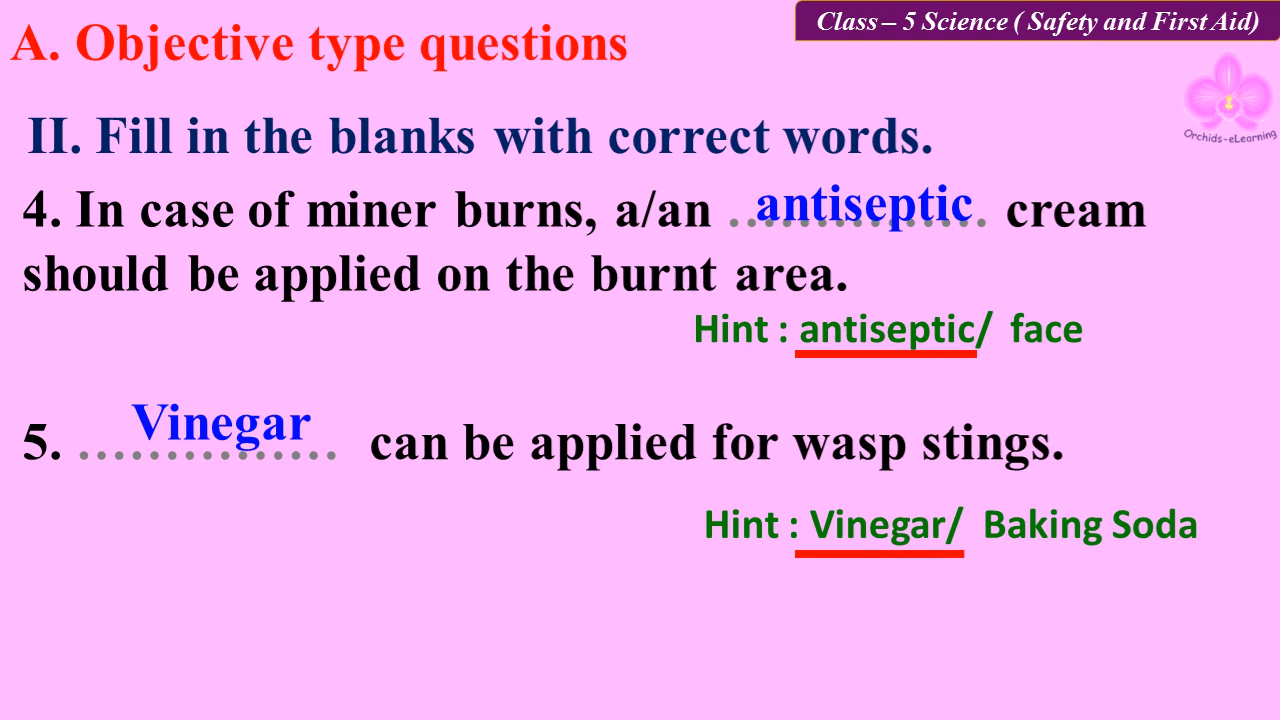 Class – 5 Science ( Safety and First Aid)
A. Objective type questions
Orchids-eLearning
II. Fill in the blanks with correct words.
4. In case of miner burns, a/an ...antiseptic... cream
should be applied on the burnt area.
Hint : antiseptic/ face
5. ...Vinegar... can be applied for wasp stings.
Hint : Vinegar/ Baking Soda